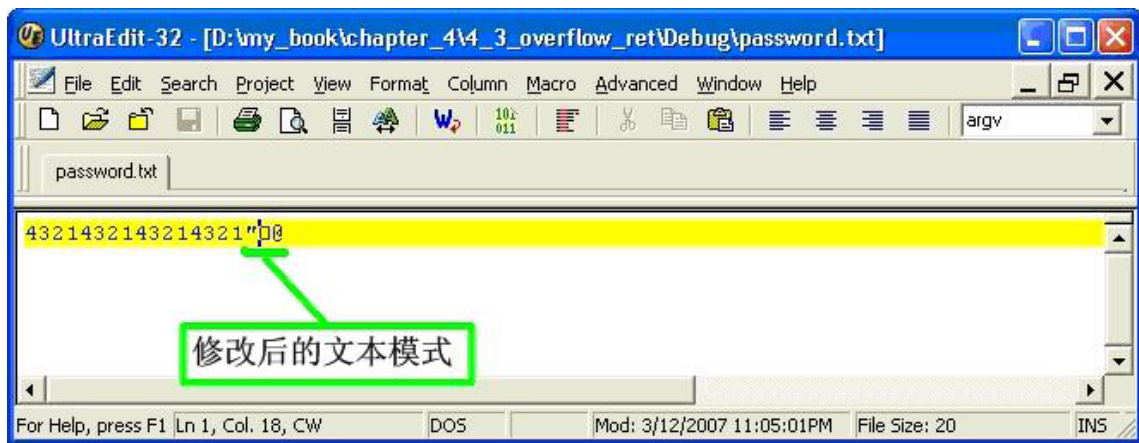 UltraEdit-32 - [D:\my_book\chapter_4\4_3_overflow_ret\Debug\password.txt]
File Edit Search Project View Format Column Macro Advanced Window Help
argv
password.txt
4321432143214321"¤@
修改后的文本模式
For Help, press F1 Ln 1, Col. 18, CW DOS Mod: 3/12/2007 11:05:01PM File Size: 20 INS